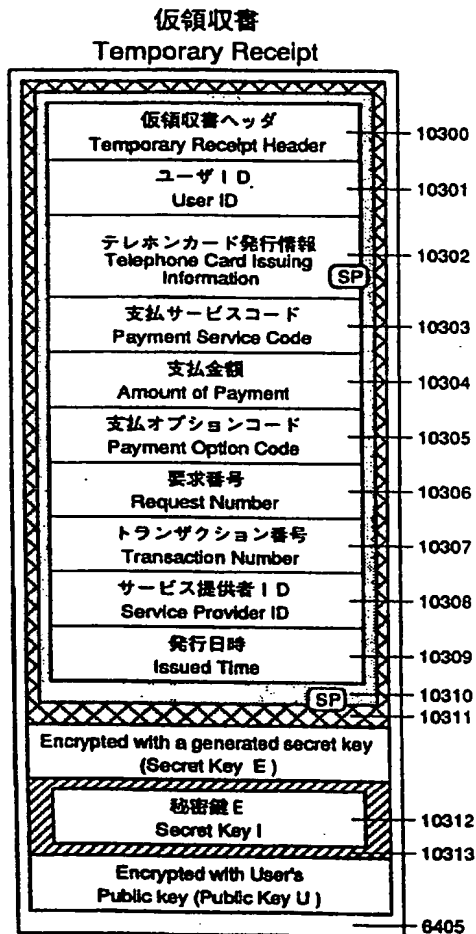 仮領収書
Temporary Receipt
仮領収書ヘッダ
Temporary Receipt Header
10300
ユーザID
User ID
10301
テレホンカード発行情報
Telephone Card Issuing
Information
SP
10302
支払サービスコード
Payment Service Code
10303
支払金額
Amount of Payment
10304
支払オプションコード
Payment Option Code
10305
要求番号
Request Number
10306
トランザクション番号
Transaction Number
10307
サービス提供者ID
Service Provider ID
10308
発行日時
Issued Time
10309
SP
10310
10311
Encrypted with a generated secret key
(Secret Key E)
秘密鍵E
Secret Key I
10312
10313
Encrypted with User's
Public key (Public Key U)
6405